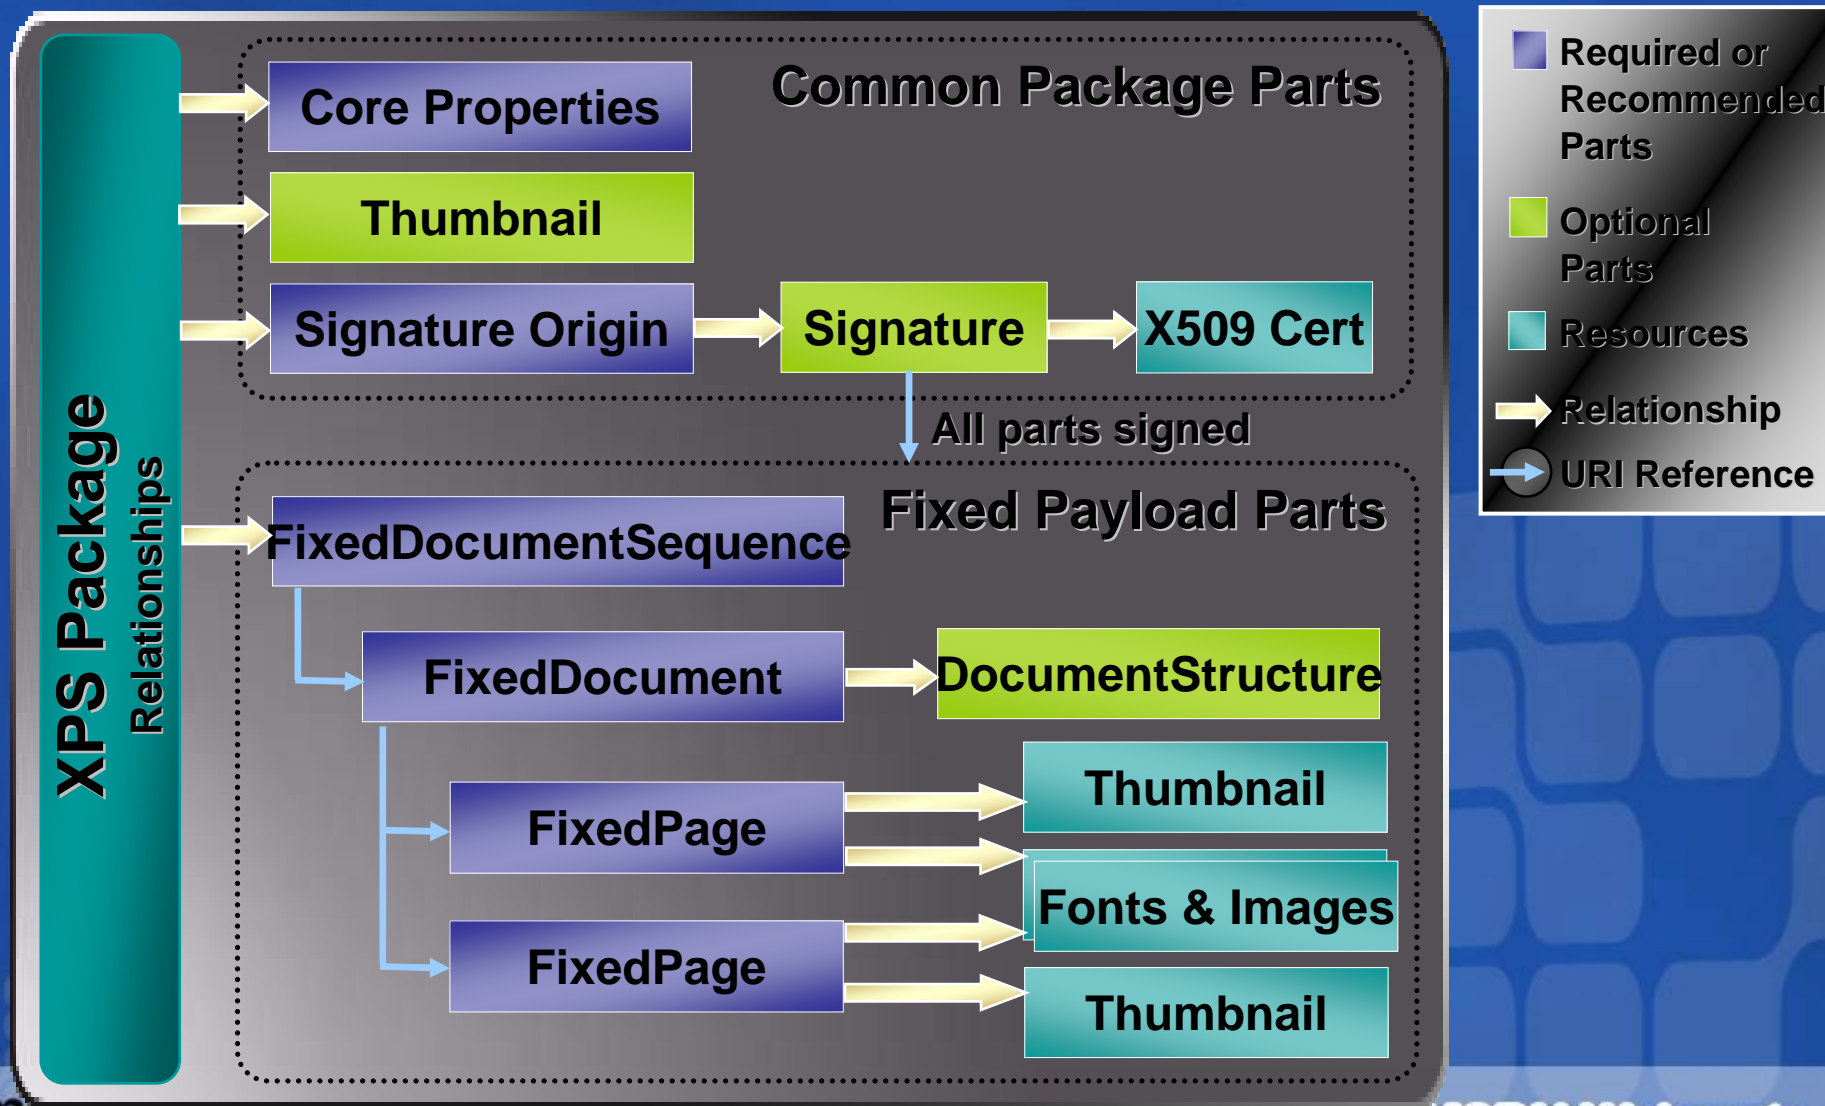 XPS Package
Relationships
Common Package Parts
Core Properties
Thumbnail
Signature Origin
Signature
X509 Cert
All parts signed
Fixed Payload Parts
FixedDocumentSequence
FixedDocument
DocumentStructure
FixedPage
Thumbnail
Fonts & Images
FixedPage
Thumbnail
Required or
Recommended
Parts
Optional
Parts
Resources
Relationship
URI Reference